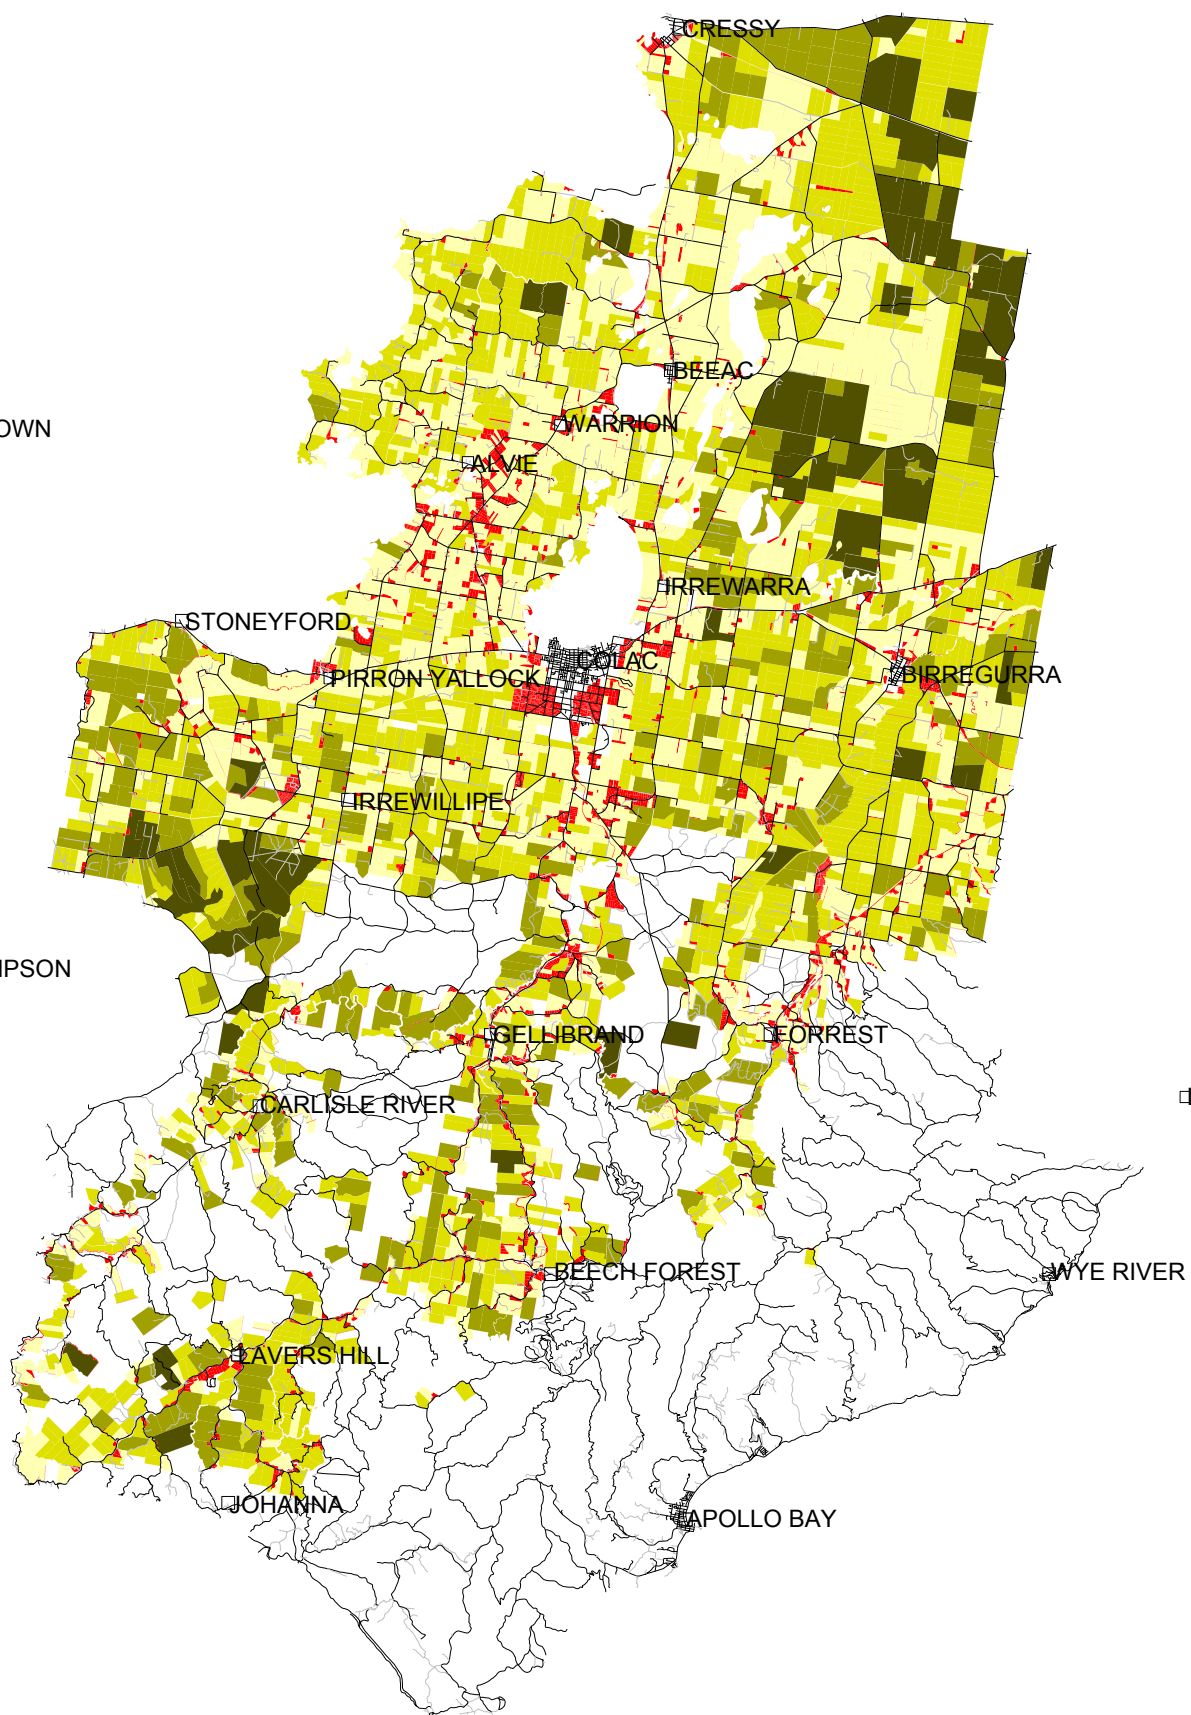 CRESSY
BEEAC
WARRION
OWN
ALVIE
IRREWARRA
STONEYFORD
COLAC
PIRRON YALLOCK
BIRREGURRA
IRREWILLIPE
IPSON
GELLIBRAND
FORREST
CARLISLE RIVER
BEECH FOREST
WYE RIVER
LAVERS HILL
JOHANNA
APOLLO BAY